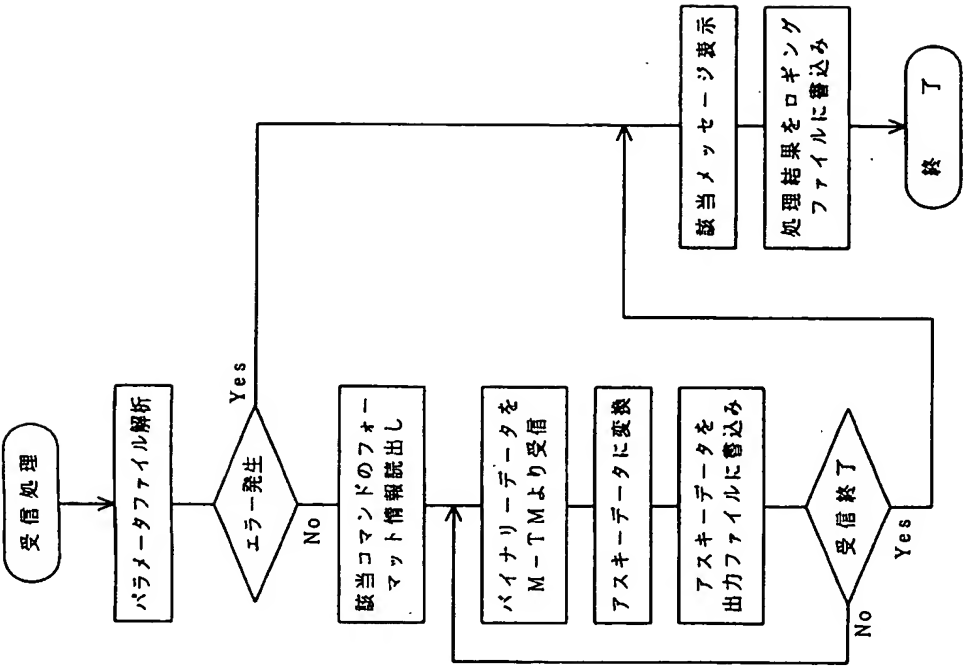 受信処理
パラメータファイル解析
エラー発生
Yes
No
該当コマンドのフォー
マット情報読出し
バイナリーデータを
M-TMより受信
アスキーデータに変換
アスキーデータを
出力ファイルに書込み
受信終了
No
Yes
該当メッセージ表示
処理結果をロギング
ファイルに書込み
終 了